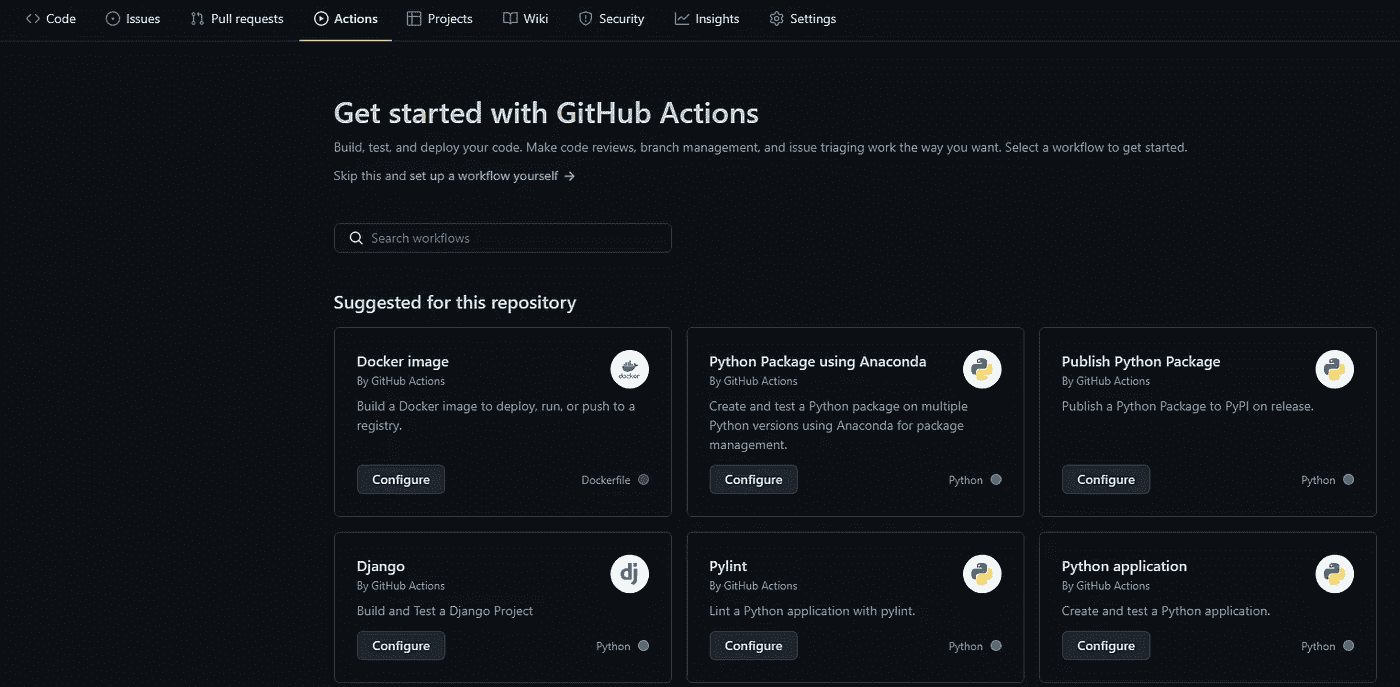 Code Issues Pull requests Actions Projects Wiki Security Insights Settings
Get started with GitHub Actions
Build, test, and deploy your code. Make code reviews, branch management, and issue triaging work the way you want. Select a workflow to get started.
Skip this and set up a workflow yourself →
Search workflows
Suggested for this repository
Docker image
By GitHub Actions
docker
Build a Docker image to deploy, run, or push to a
registry.
Configure
Dockerfile
Python Package using Anaconda
By GitHub Actions
Create and test a Python package on multiple
Python versions using Anaconda for package
management.
Configure
Python
Publish Python Package
By GitHub Actions
Publish a Python Package to PyPI on release.
Configure
Python
Django
By GitHub Actions
dj
Build and Test a Django Project
Configure
Python
Pylint
By GitHub Actions
Lint a Python application with pylint.
Configure
Python
Python application
By GitHub Actions
Create and test a Python application.
Configure
Python